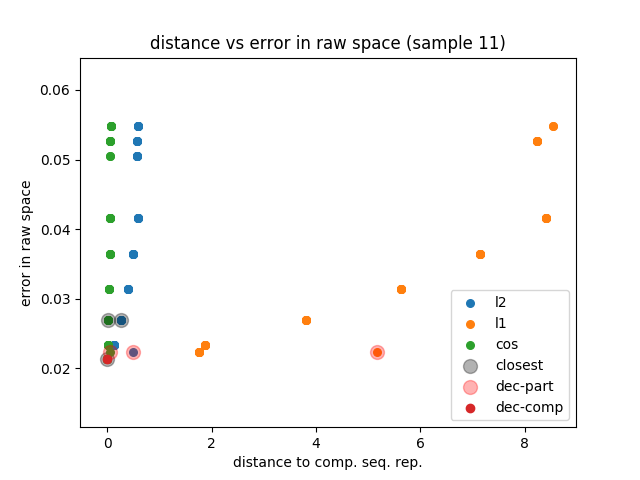 distance vs error in raw space (sample 11)
error in raw space
0.06
0.05
0.04
0.03
0.02
0 2 4 6 8
distance to comp. seq. rep.
l2
l1
cos
closest
dec-part
dec-comp